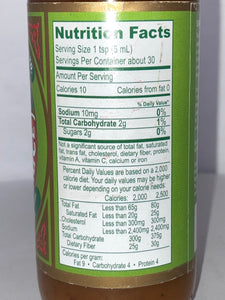 Nutrition Facts
Serving Size 1 tsp (5 mL)
Servings Per Container about 30
Amount Per Serving
Calories 10 Calories from fat 0
% Daily Value*
Sodium 10mg 0%
Total Carbohydrate 2g 1%
Sugars 2g 0%
Not a significant source of total fat, saturated
fat, trans fat, cholesterol, dietary fiber, protein,
vitamin A, vitamin C, calcium or iron
Percent Daily Values are based on a 2,000
calorie diet. Your daily values may be higher
or lower depending on your calorie needs:
Calories: 2,000 2,500
Total Fat Less than 65g 80g
Saturated Fat Less than 20g 25g
Cholesterol Less than 300mg 300mg
Sodium Less than 2,400mg 2,400mg
Total Carbohydrate 300g 375g
Dietary Fiber 25g 30g
Calories per gram:
Fat 9 • Carbohydrate 4 • Protein 4